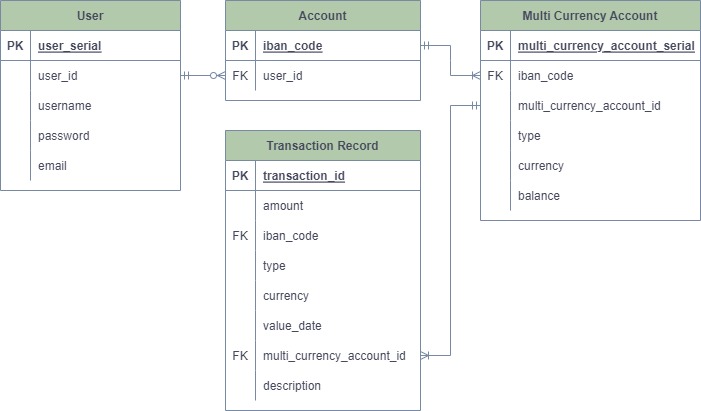 User
PK user_serial
user_id
username
password
email
Account
PK iban_code
FK user_id
Transaction Record
PK transaction_id
amount
FK iban_code
type
currency
value_date
FK multi_currency_account_id
description
Multi Currency Account
PK multi_currency_account_serial
FK iban_code
multi_currency_account_id
type
currency
balance